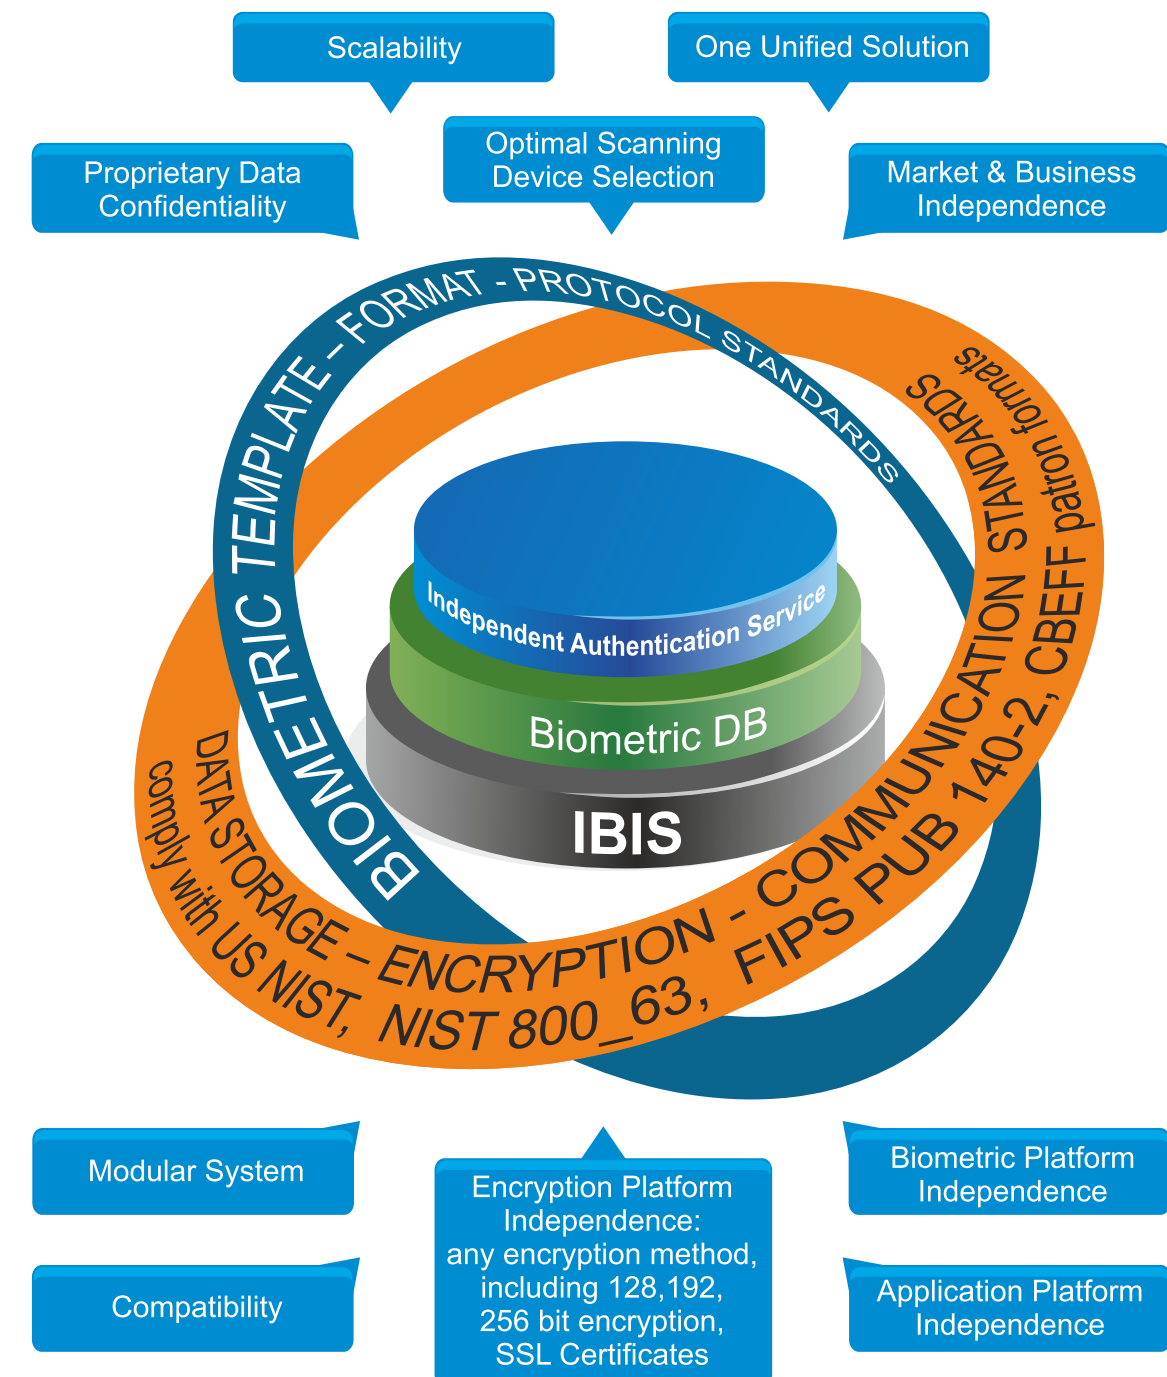 Scalability
One Unified Solution
Optimal Scanning
Device Selection
Proprietary Data
Confidentiality
Market & Business
Independence
BIOMETRIC TEMPLATE – FORMAT - PROTOCOL STANDARDS
DATA STORAGE – ENCRYPTION - COMMUNICATION STANDARDS
comply with US NIST, NIST 800_63, FIPS PUB 140-2, CBEFF patron formats
Independent Authentication Service
Biometric DB
IBIS
Modular System
Encryption Platform
Independence:
any encryption method,
including 128,192,
256 bit encryption,
SSL Certificates
Biometric Platform
Independence
Compatibility
Application Platform
Independence